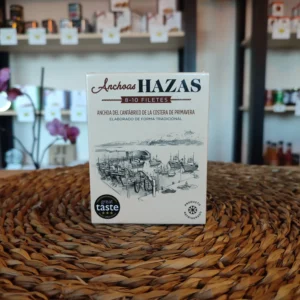 Anchoas HAZAS
8-10 FILETES
ANCHOA DEL CANTÁBRICO DE LA COSTERA DE PRIMAVERA
ELABORADO DE FORMA TRADICIONAL
great
taste